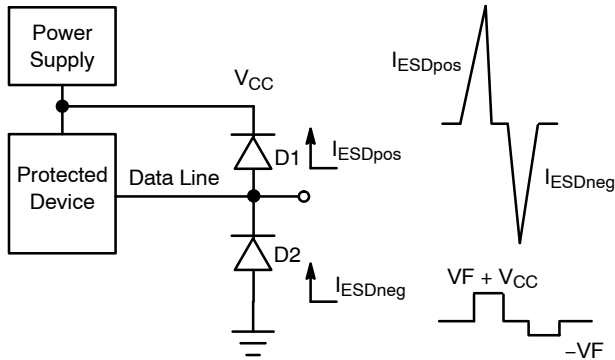 Power
Supply
V_CC
D1
I_ESDpos
Protected
Device
Data Line
D2
I_ESDneg
I_ESDpos
I_ESDneg
VF + V_CC
−VF